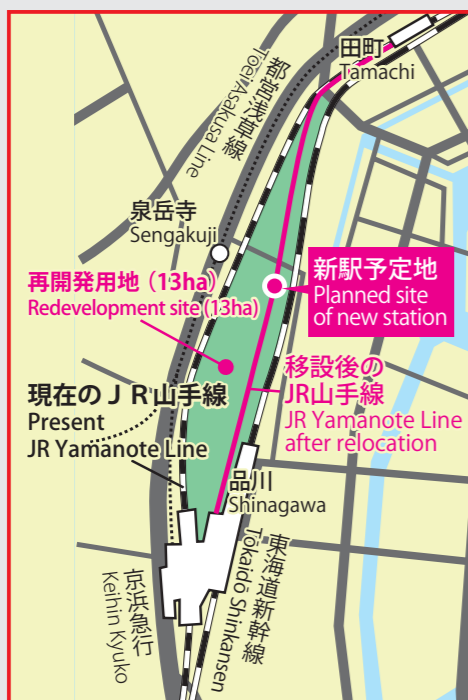 田町
Tamachi
都営浅草線
Toei Asakusa Line
泉岳寺
Sengakuji
再開発用地（13ha）
Redevelopment site (13ha)
新駅予定地
Planned site
of new station
現在のＪＲ山手線
Present
JR Yamanote Line
移設後の
JR山手線
JR Yamanote Line
after relocation
品川
Shinagawa
東海道新幹線
Tokaidō Shinkansen
京浜急行
Keihin Kyuko